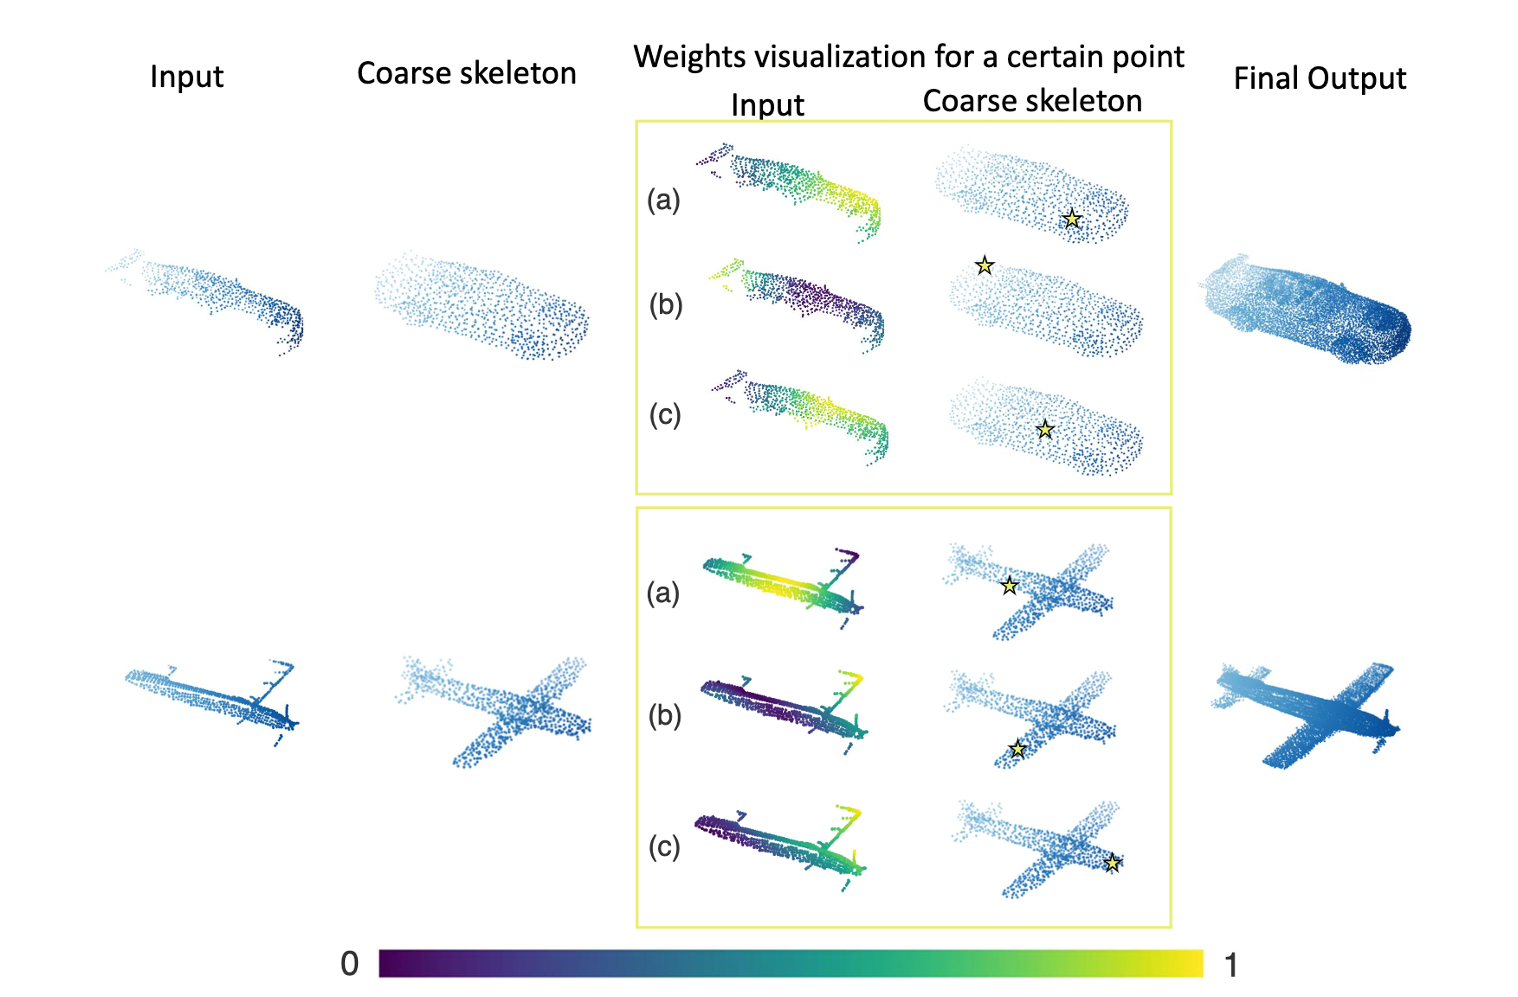 Input
Coarse skeleton
Weights visualization for a certain point
Input
Coarse skeleton
Final Output
(a)
(b)
(c)
(a)
(b)
(c)
0
1